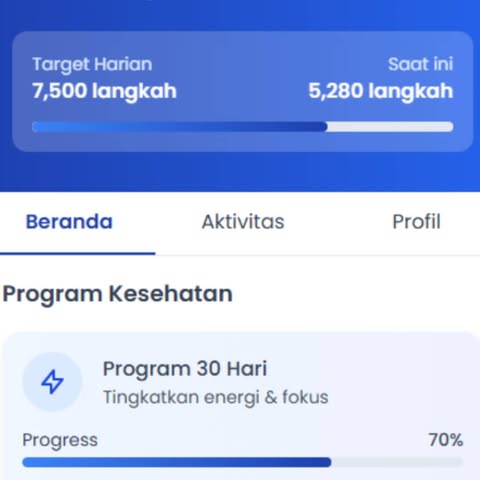 Target Harian Saat ini
7,500 langkah 5,280 langkah
Beranda Aktivitas Profil
Program Kesehatan
Program 30 Hari
Tingkatkan energi & fokus
Progress 70%